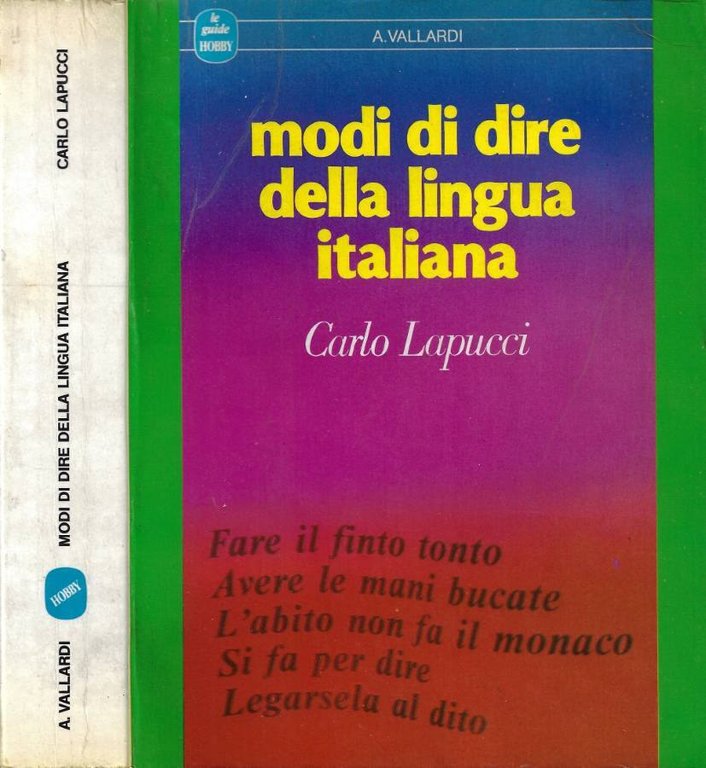 CARLO LAPUCCI
MODI DI DIRE DELLA LINGUA ITALIANA
HOBBY
A. VALLARDI
le
guide
HOBBY
A. VALLARDI
modi di dire
della lingua
italiana
Carlo Lapucci
Fare il finto tonto
Avere le mani bucate
L'abito non fa il monaco
Si fa per dire
Legarsela al dito